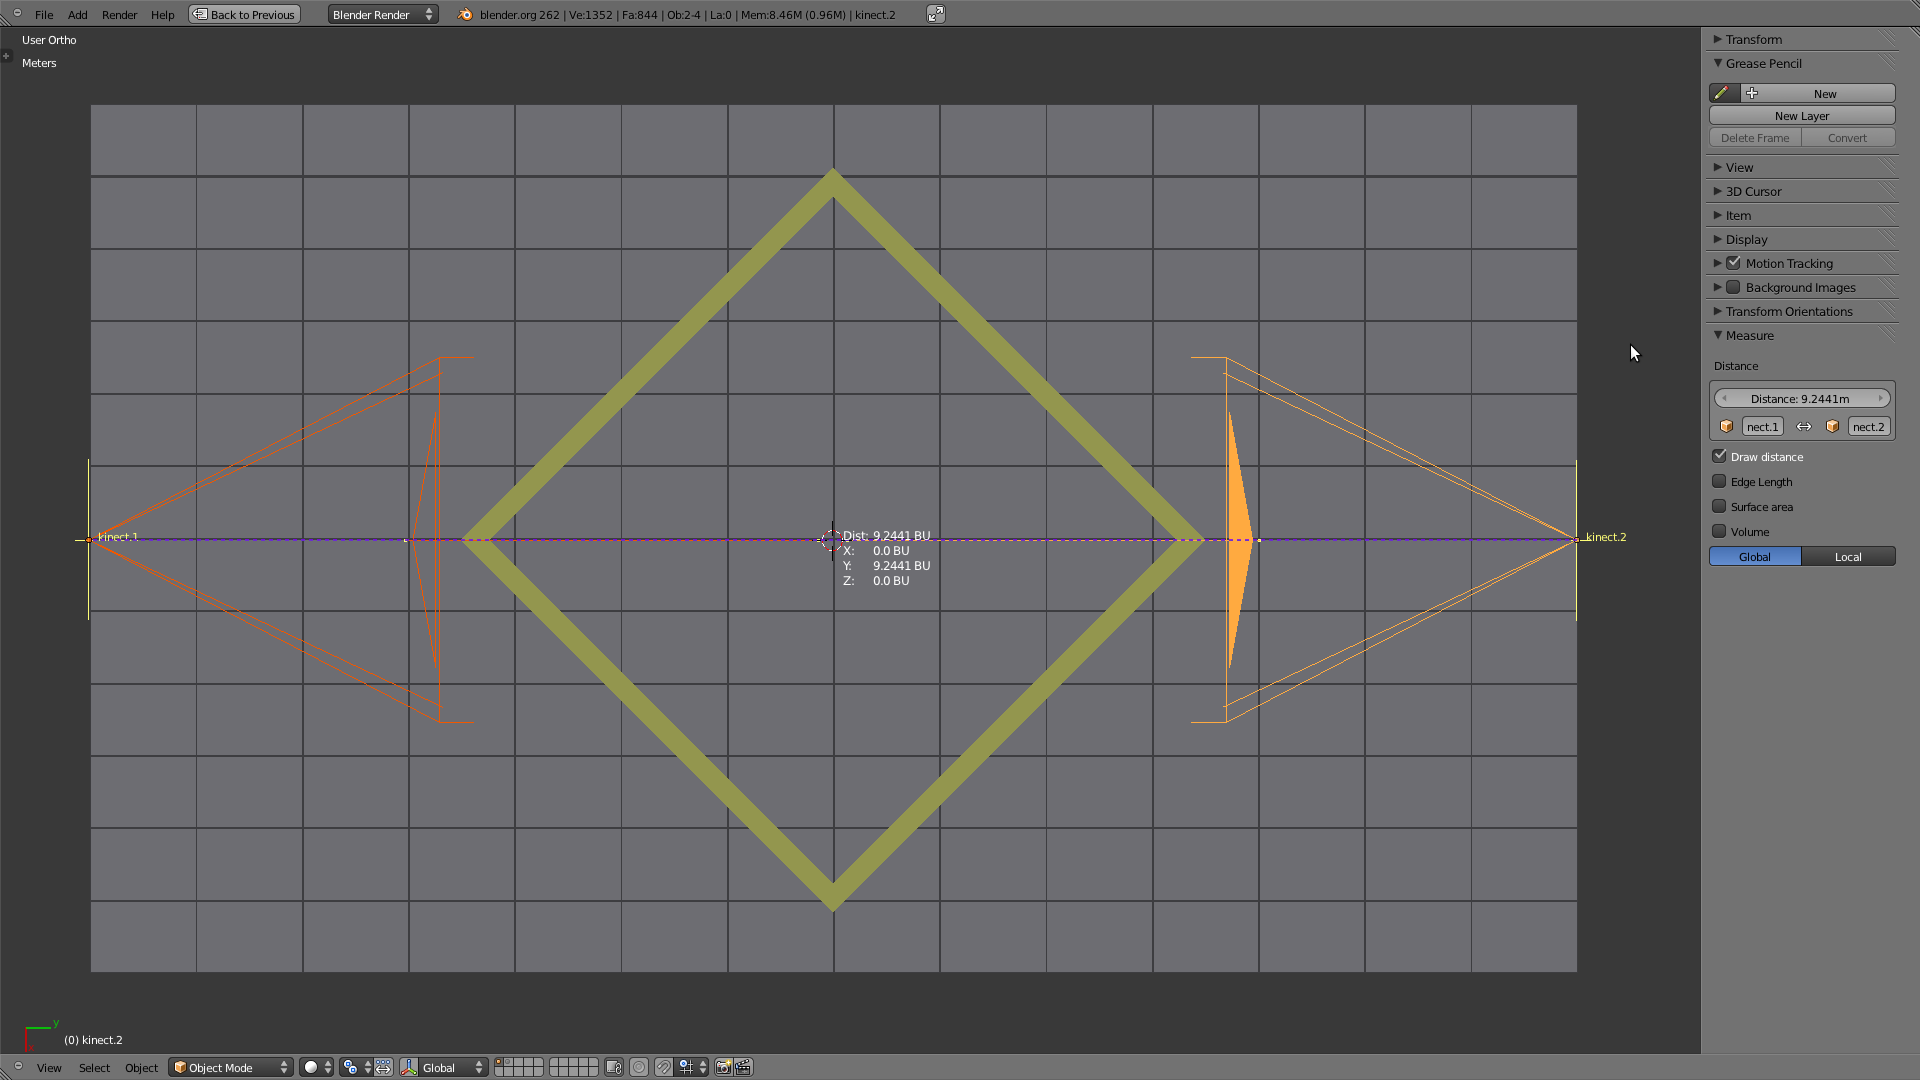 File Add Render Help Back to Previous Blender Render blender.org 262 | Ve:1352 | Fa:844 | Ob:2-4 | La:0 | Mem:8.46M (0.96M) | kinect.2
User Ortho
Meters
Transform
Grease Pencil
New
New Layer
Delete Frame Convert
View
3D Cursor
Item
Display
Motion Tracking
Background Images
Transform Orientations
Measure
Distance
Distance: 9.2441m
nect.1 nect.2
Draw distance
Edge Length
Surface area
Volume
Global Local
kinect.1
Dist: 9.2441 BU
X: 0.0 BU
Y: 9.2441 BU
Z: 0.0 BU
kinect.2
y
(0) kinect.2
View Select Object Object Mode Global